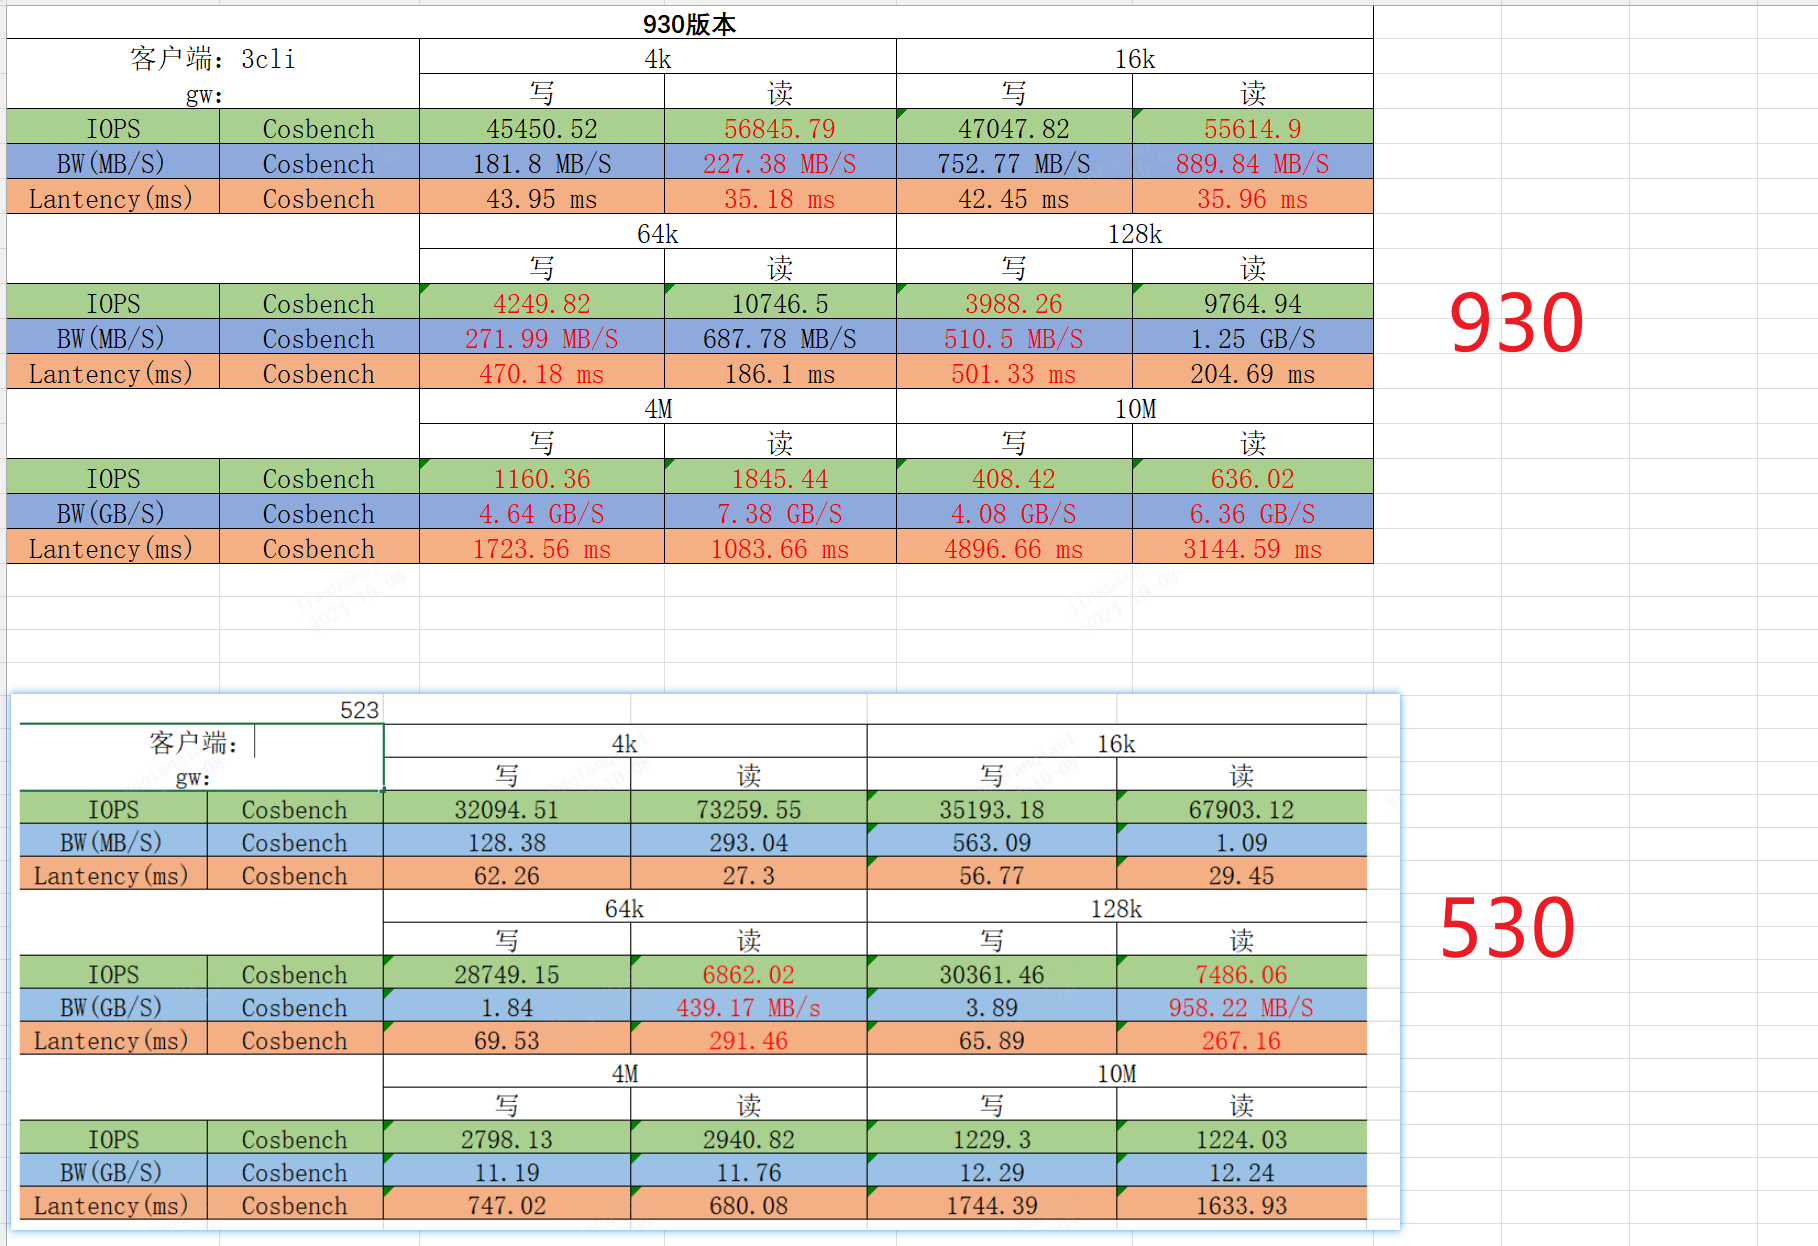 930版本
客户端：3cli 4k 16k
gw： 写 读 写 读
IOPS Cosbench 45450.52 56845.79 47047.82 55614.9
BW(MB/S) Cosbench 181.8 MB/S 227.38 MB/S 752.77 MB/S 889.84 MB/S
Lantency(ms) Cosbench 43.95 ms 35.18 ms 42.45 ms 35.96 ms
64k 128k
写 读 写 读
IOPS Cosbench 4249.82 10746.5 3988.26 9764.94
BW(MB/S) Cosbench 271.99 MB/S 687.78 MB/S 510.5 MB/S 1.25 GB/S
Lantency(ms) Cosbench 470.18 ms 186.1 ms 501.33 ms 204.69 ms
930
4M 10M
写 读 写 读
IOPS Cosbench 1160.36 1845.44 408.42 636.02
BW(GB/S) Cosbench 4.64 GB/S 7.38 GB/S 4.08 GB/S 6.36 GB/S
Lantency(ms) Cosbench 1723.56 ms 1083.66 ms 4896.66 ms 3144.59 ms
2024-10-08 2024-10-08
523
客户端： 4k 16k
gw： 写 读 写 读
IOPS Cosbench 32094.51 73259.55 35193.18 67903.12
BW(MB/S) Cosbench 128.38 293.04 563.09 1.09
Lantency(ms) Cosbench 62.26 27.3 56.77 29.45
64k 128k
写 读 写 读
530
IOPS Cosbench 28749.15 6862.02 30361.46 7486.06
BW(GB/S) Cosbench 1.84 439.17 MB/s 3.89 958.22 MB/S
Lantency(ms) Cosbench 69.53 291.46 65.89 267.16
4M 10M
写 读 写 读
IOPS Cosbench 2798.13 2940.82 1229.3 1224.03
BW(GB/S) Cosbench 11.19 11.76 12.29 12.24
Lantency(ms) Cosbench 747.02 680.08 1744.39 1633.93